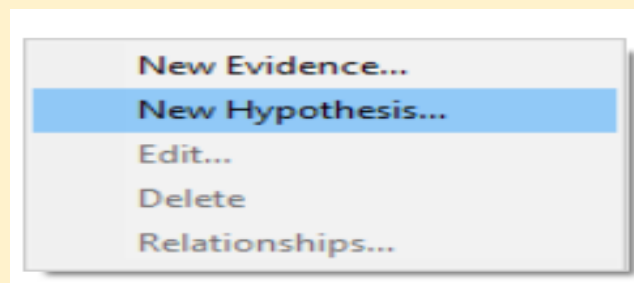 New Evidence...
New Hypothesis...
Edit...
Delete
Relationships...